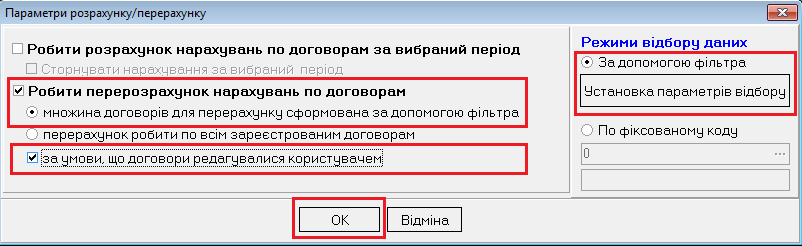 Параметри розрахунку/перерахунку
Робити розрахунок нарахувань по договорам за вибраний період
Сторнувати нарахування за вибраний період
Робити перерозрахунок нарахувань по договорам
множина договорів для перерахунку сформована за допомогою фільтра
перерахунок робити по всім зареєстрованим договорам
за умови, що договори редагувалися користувачем
Режими відбору даних
За допомогою фільтра
Установка параметрів відбору
По фіксованому коду
0 ...
OK Відміна